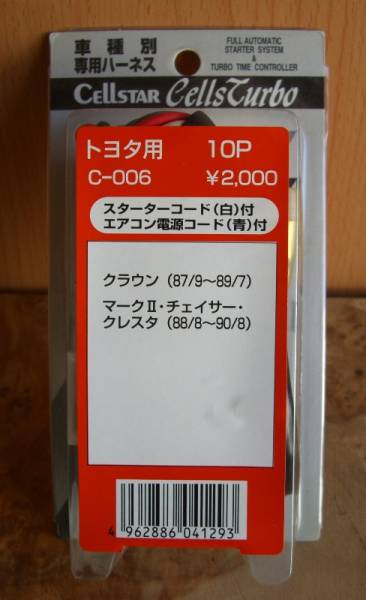 車種別
専用ハーネス
FULL AUTOMATIC
STARTER SYSTEM
&
TURBO TIME CONTROLLER
CELLSTAR CellsTurbo
トヨタ用 10P
C-006 ¥2,000
スターターコード(白)付
エアコン電源コード(青)付
クラウン(87/9〜89/7)
マークⅡ・チェイサー・
クレスタ(88/8〜90/8)
4 962886 041293